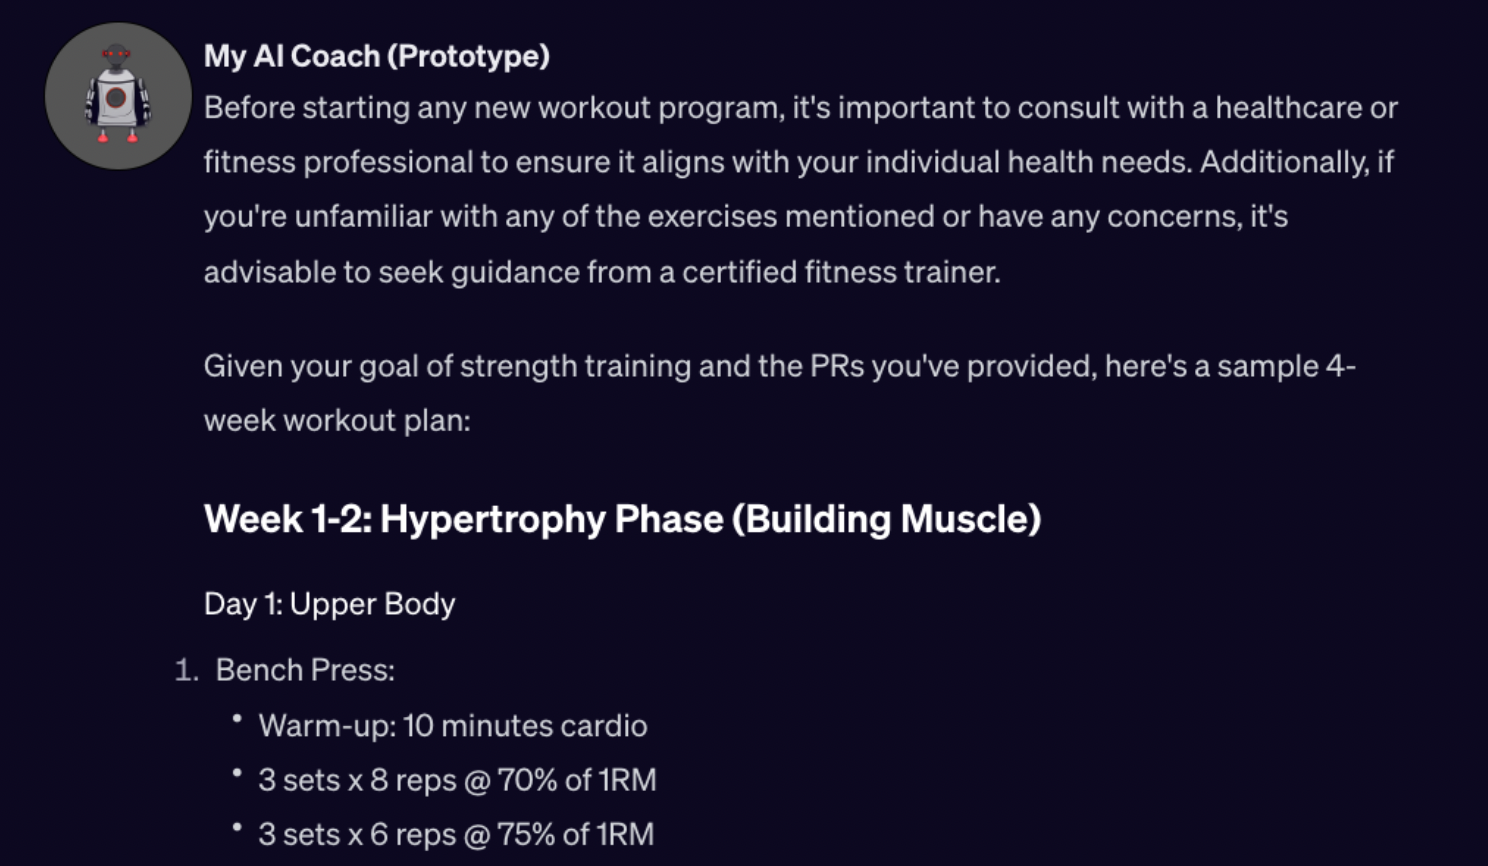 My AI Coach (Prototype)
Before starting any new workout program, it's important to consult with a healthcare or
fitness professional to ensure it aligns with your individual health needs. Additionally, if
you're unfamiliar with any of the exercises mentioned or have any concerns, it's
advisable to seek guidance from a certified fitness trainer.
Given your goal of strength training and the PRs you've provided, here's a sample 4-
week workout plan:
Week 1-2: Hypertrophy Phase (Building Muscle)
Day 1: Upper Body
1. Bench Press:
• Warm-up: 10 minutes cardio
• 3 sets x 8 reps @ 70% of 1RM
• 3 sets x 6 reps @ 75% of 1RM